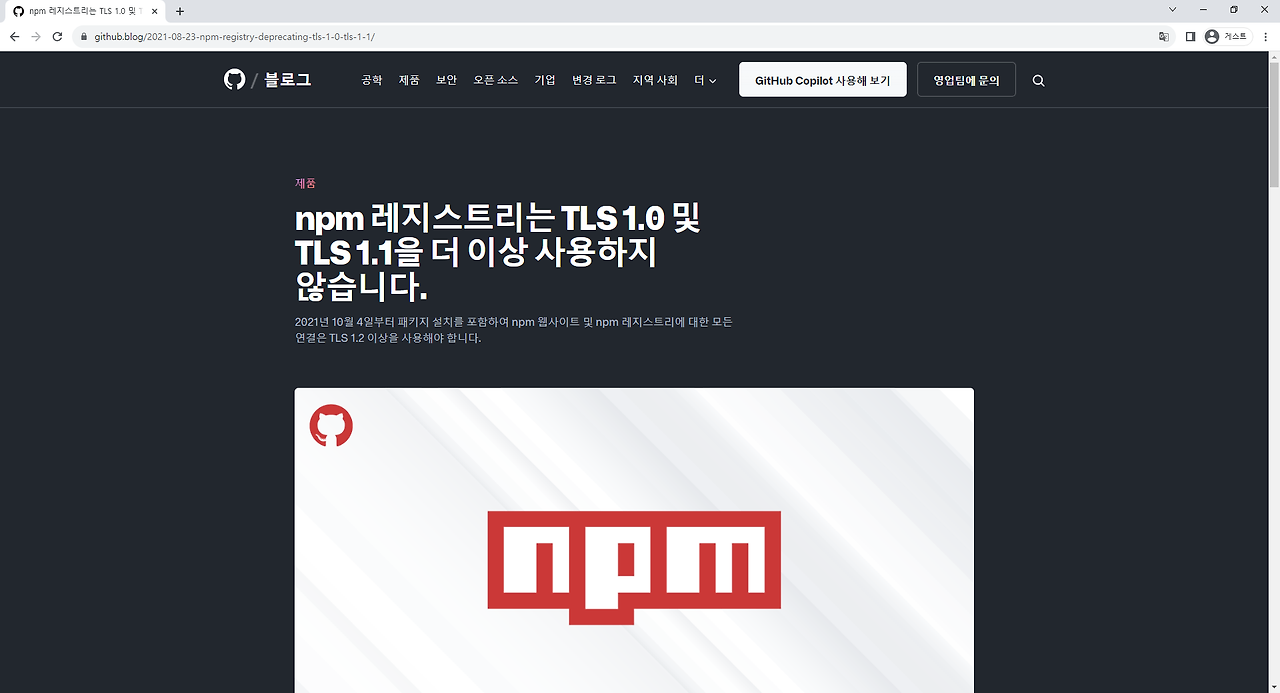 npm 레지스트리는 TLS 1.0 및 T
github.blog/2021-08-23-npm-registry-deprecating-tls-1-0-tls-1-1/
게스트
/ 블로그
공학 제품 보안 오픈 소스 기업 변경 로그 지역 사회 더 GitHub Copilot 사용해 보기 영업팀에 문의
제품
npm 레지스트리는 TLS 1.0 및
TLS 1.1을 더 이상 사용하지
않습니다.
2021년 10월 4일부터 패키지 설치를 포함하여 npm 웹사이트 및 npm 레지스트리에 대한 모든
연결은 TLS 1.2 이상을 사용해야 합니다.
npm